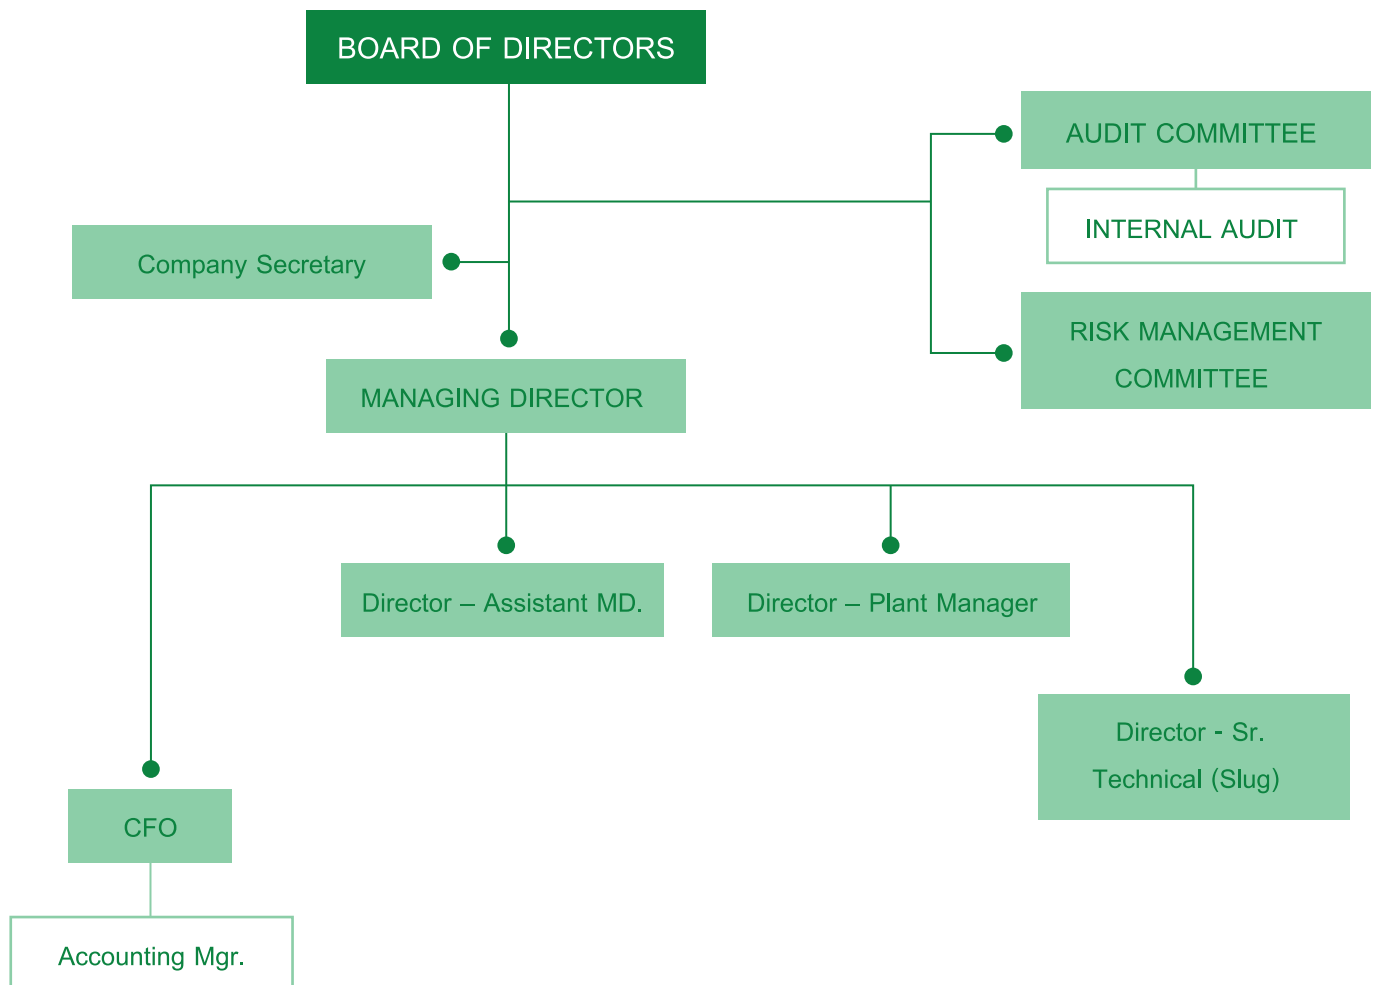 BOARD OF DIRECTORS
AUDIT COMMITTEE
INTERNAL AUDIT
Company Secretary
RISK MANAGEMENT
COMMITTEE
MANAGING DIRECTOR
Director – Assistant MD.
Director – Plant Manager
Director - Sr.
Technical (Slug)
CFO
Accounting Mgr.